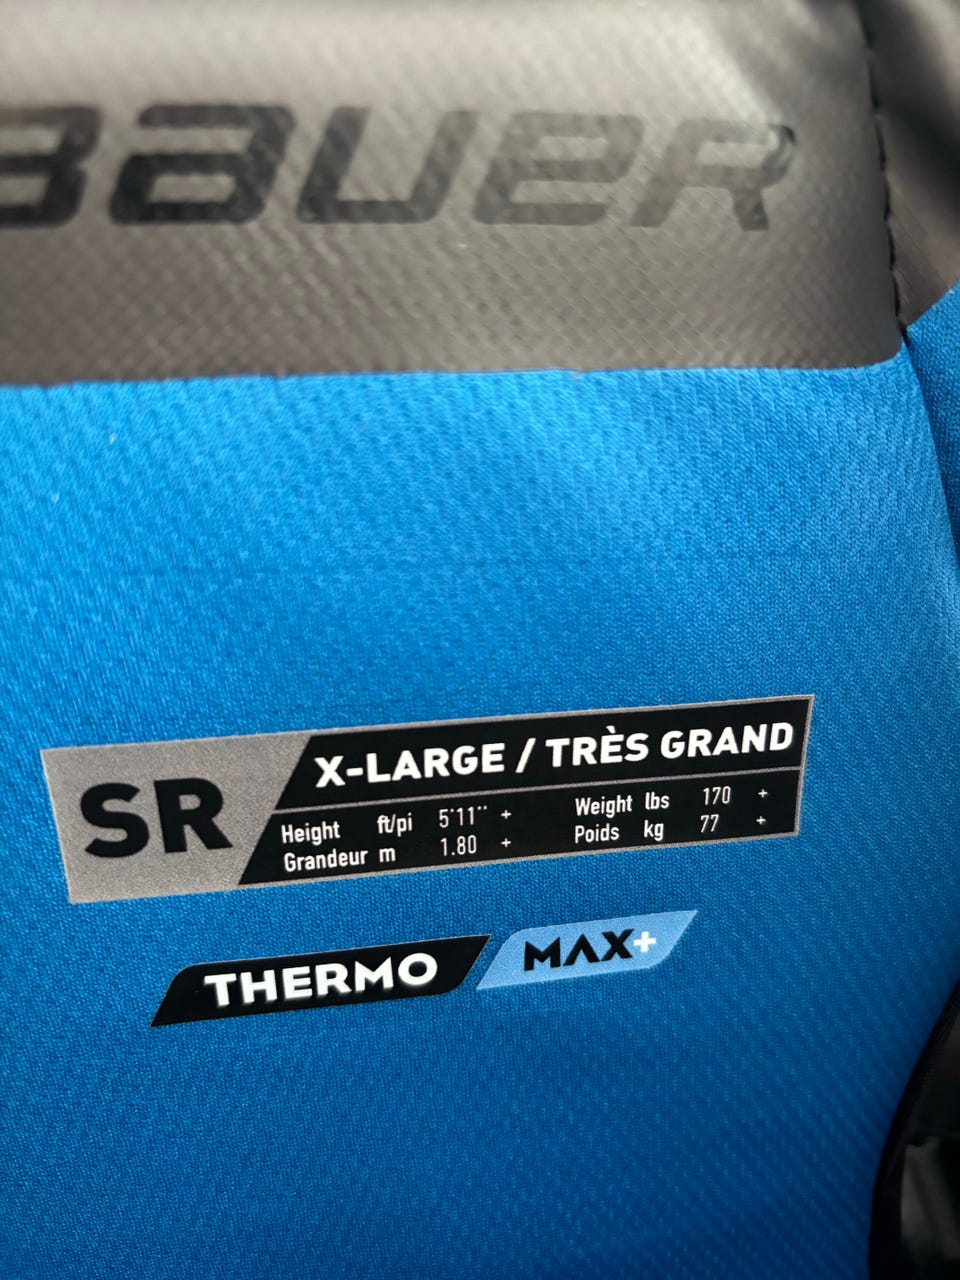 BAUER
SR
X-LARGE / TRÈS GRAND
Height ft/pi 5'11'' + Weight lbs 170 +
Grandeur m 1.80 + Poids kg 77 +
THERMO MAX+